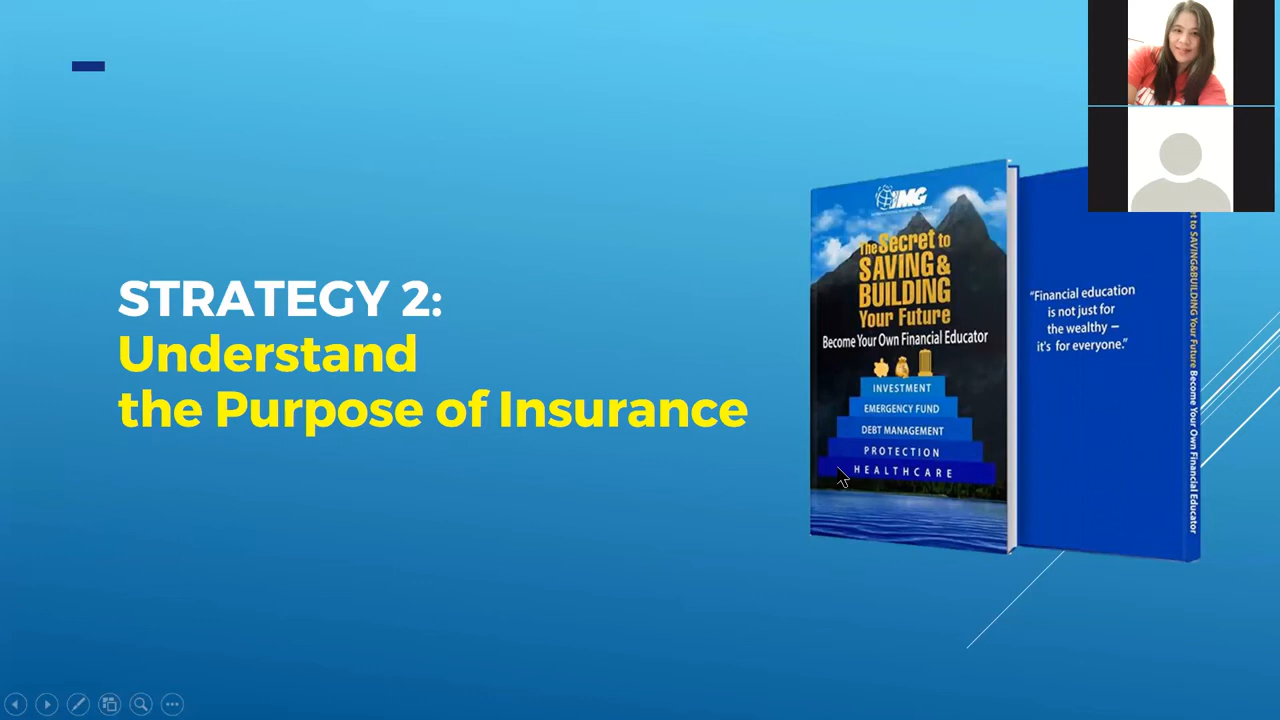 STRATEGY 2:
Understand
the Purpose of Insurance
IMG
The Secret to
SAVING &
BUILDING
Your Future
Become Your Own Financial Educator
INVESTMENT
EMERGENCY FUND
DEBT MANAGEMENT
PROTECTION
HEALTHCARE
“Financial education
is not just for
the wealthy –
it's for everyone.”
to SAVING & BUILDING Your Future Become Your Own Financial Educator